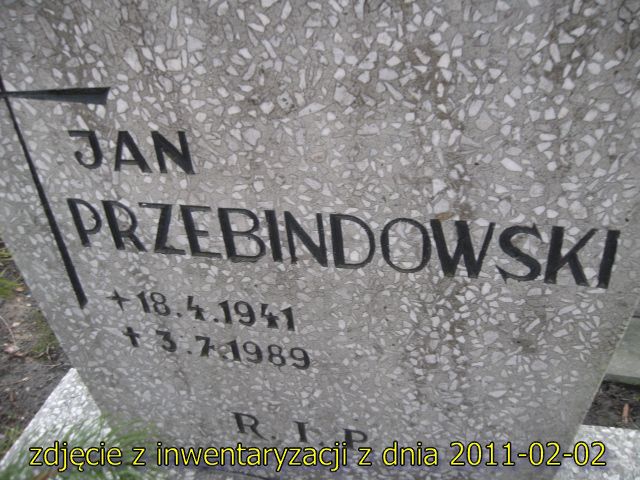 JAN
PRZEBINDOWSKI
+ 18.4.1941
+ 3.7.1989
R.I.P
zdjęcie z inwentaryzacji z dnia 2011-02-02